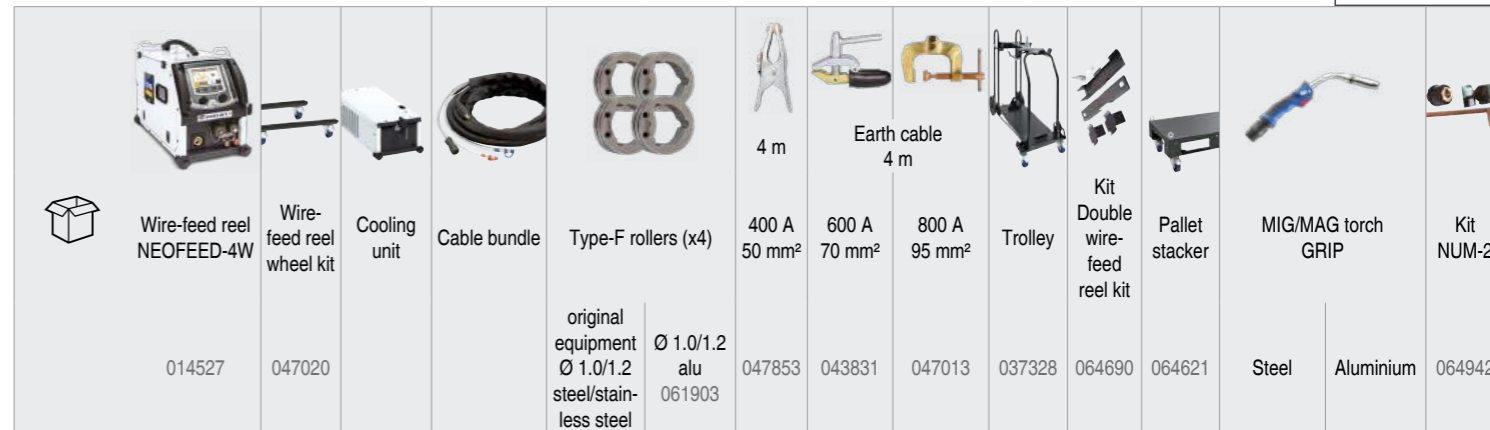 4 m
Earth cable
4 m
Wire-feed reel
NEOFEED-4W
Wire-
feed reel
wheel kit
Cooling
unit
Cable bundle
Type-F rollers (x4)
400 A
50 mm²
600 A
70 mm²
800 A
95 mm²
Trolley
Kit
Double
wire-
feed
reel kit
Pallet
stacker
MIG/MAG torch
GRIP
Kit
NUM-2
014527
047020
original
equipment
Ø 1.0/1.2
steel/stain-
less steel
Ø 1.0/1.2
alu
061903
047853
043831
047013
037328
064690
064621
Steel
Aluminium
064942